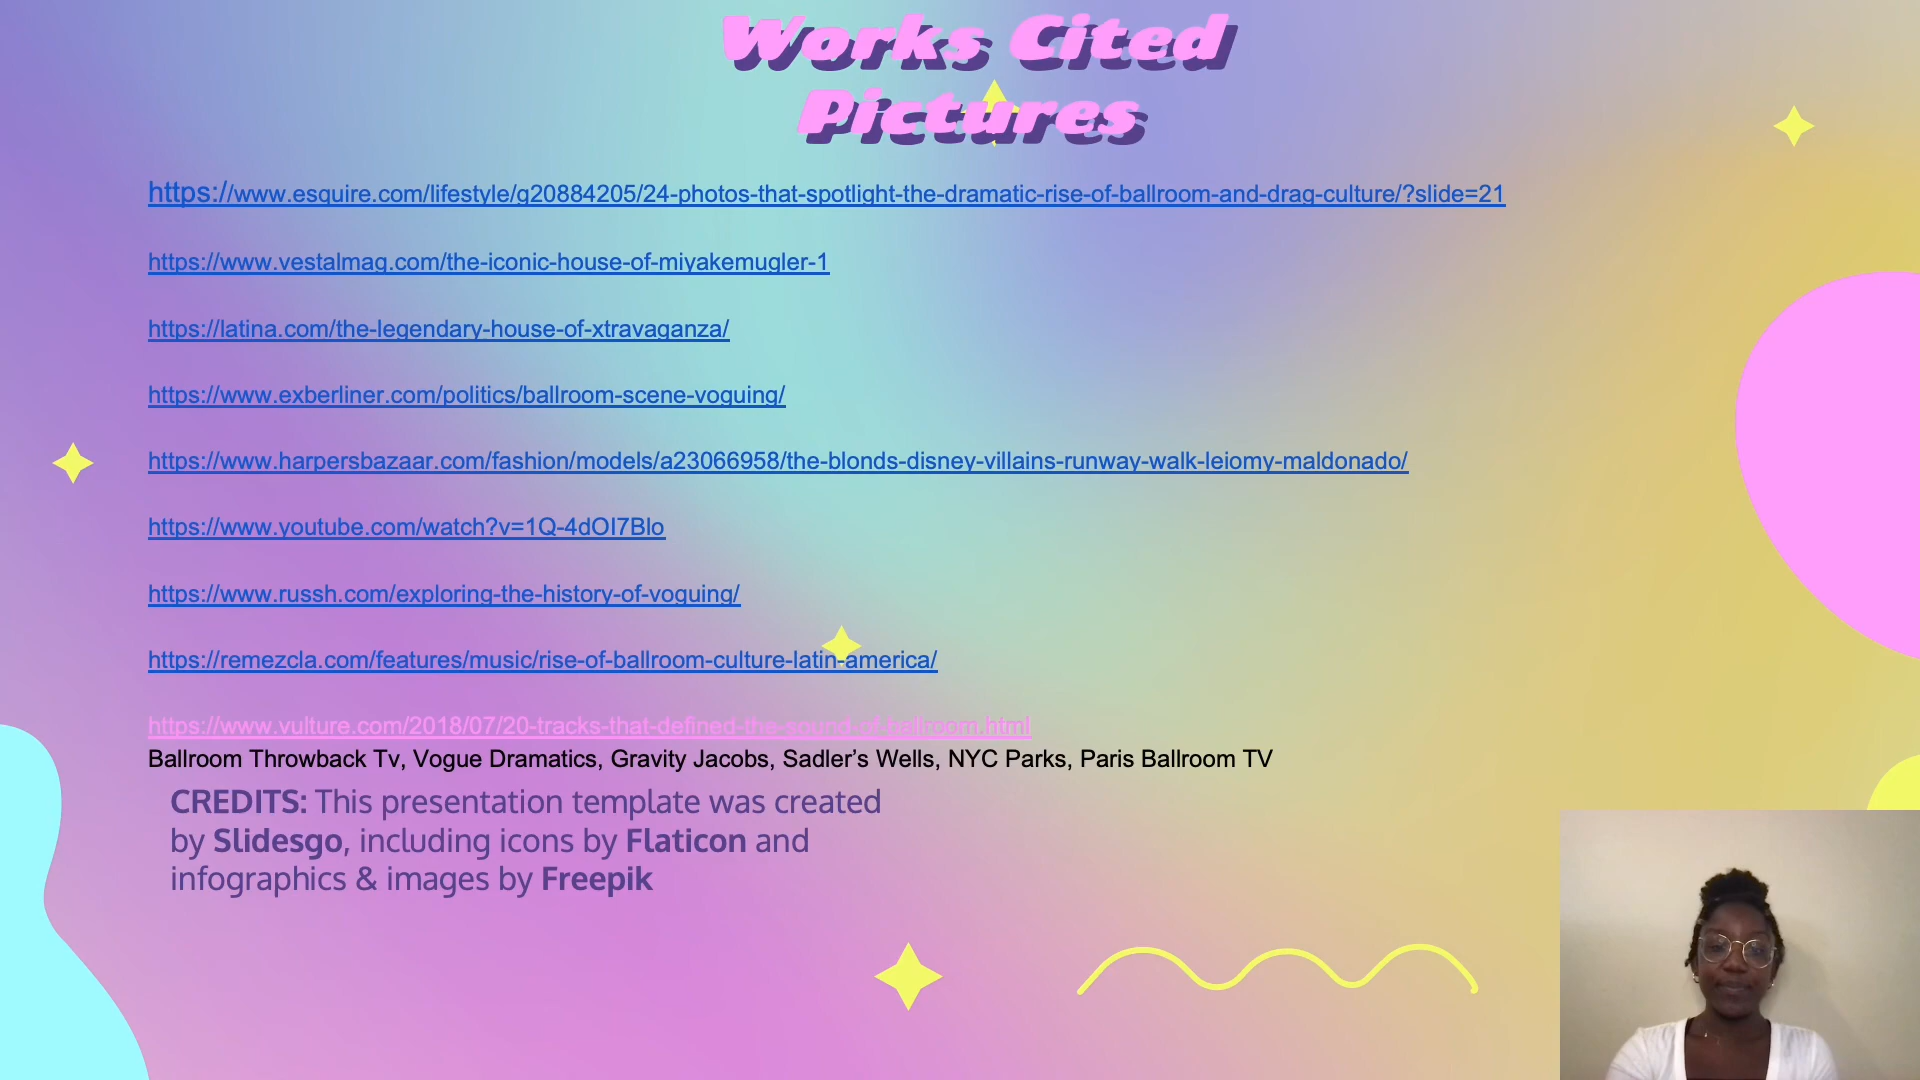 Works Cited
Pictures
https://www.esquire.com/lifestyle/g20884205/24-photos-that-spotlight-the-dramatic-rise-of-ballroom-and-drag-culture/?slide=21
https://www.vestalmag.com/the-iconic-house-of-miyakemugler-1
https://latina.com/the-legendary-house-of-xtravaganza/
https://www.exberliner.com/politics/ballroom-scene-voguing/
https://www.harpersbazaar.com/fashion/models/a23066958/the-blonds-disney-villains-runway-walk-leiomy-maldonado/
https://www.youtube.com/watch?v=1Q-4dOI7Blo
https://www.russh.com/exploring-the-history-of-voguing/
https://remezcla.com/features/music/rise-of-ballroom-culture-latin-america/
https://www.vulture.com/2018/07/20-tracks-that-defined-the-sound-of-ballroom.html
Ballroom Throwback Tv, Vogue Dramatics, Gravity Jacobs, Sadler’s Wells, NYC Parks, Paris Ballroom TV
CREDITS: This presentation template was created
by Slidesgo, including icons by Flaticon and
infographics & images by Freepik